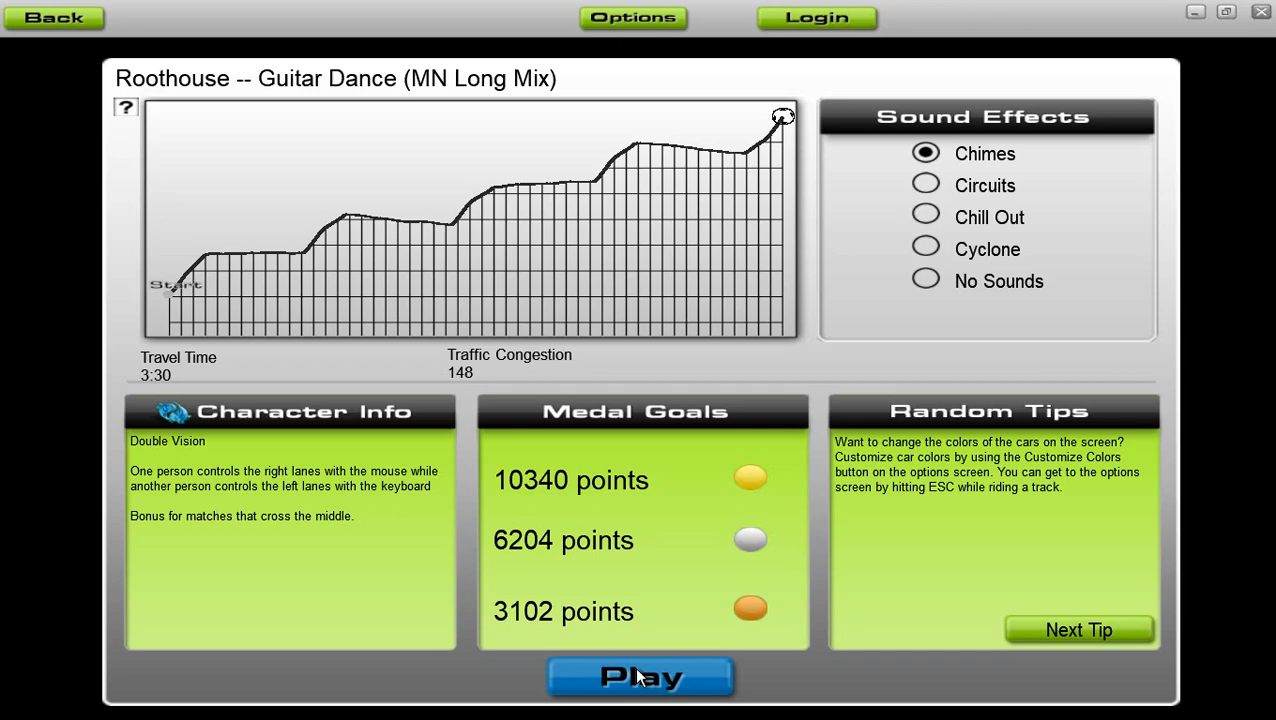 Back
Options
Login
Roothouse -- Guitar Dance (MN Long Mix)
?
Start
Travel Time
3:30
Traffic Congestion
148
Sound Effects
Chimes
Circuits
Chill Out
Cyclone
No Sounds
Character Info
Double Vision
One person controls the right lanes with the mouse while
another person controls the left lanes with the keyboard
Bonus for matches that cross the middle.
Medal Goals
10340 points
6204 points
3102 points
Random Tips
Want to change the colors of the cars on the screen?
Customize car colors by using the Customize Colors
button on the options screen. You can get to the options
screen by hitting ESC while riding a track.
Next Tip
Play